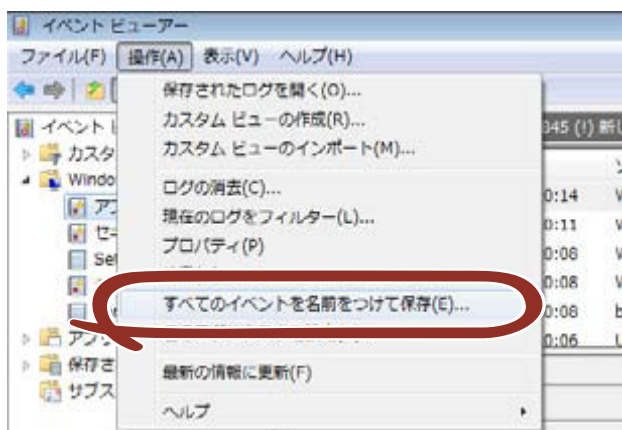 イベント ビューアー
ファイル(F) 操作(A) 表示(V) ヘルプ(H)
保存されたログを開く(O)...
カスタム ビューの作成(R)...
カスタム ビューのインポート(M)...
ログの消去(C)...
現在のログをフィルター(L)...
プロパティ(P)
すべてのイベントを名前をつけて保存(E)...
最新の情報に更新(F)
ヘルプ
イベント
カスタ
Windo
ア
セ
Set
アプリ
保存さ
サブス
345 (!) 新し
0:14
0:11
0:08
0:08
0:08
0:06